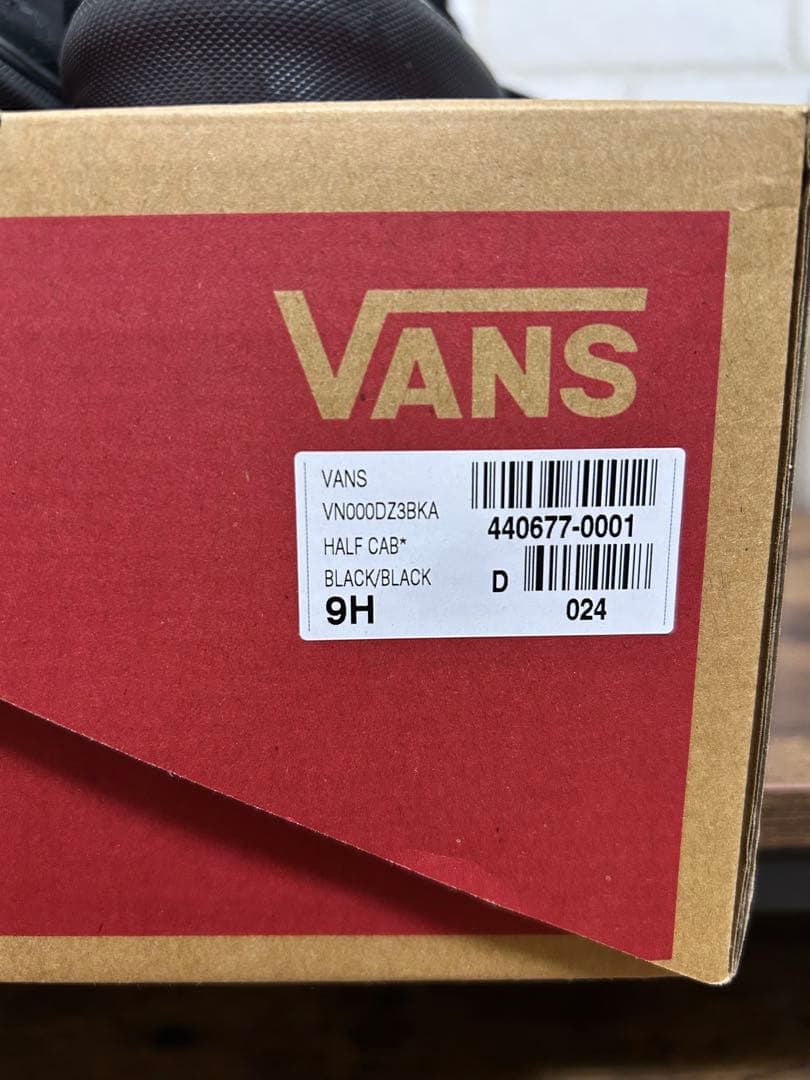 VANS
VANS
VN000DZ3BKA
HALF CAB*
BLACK/BLACK
9H
440677-0001
D
024